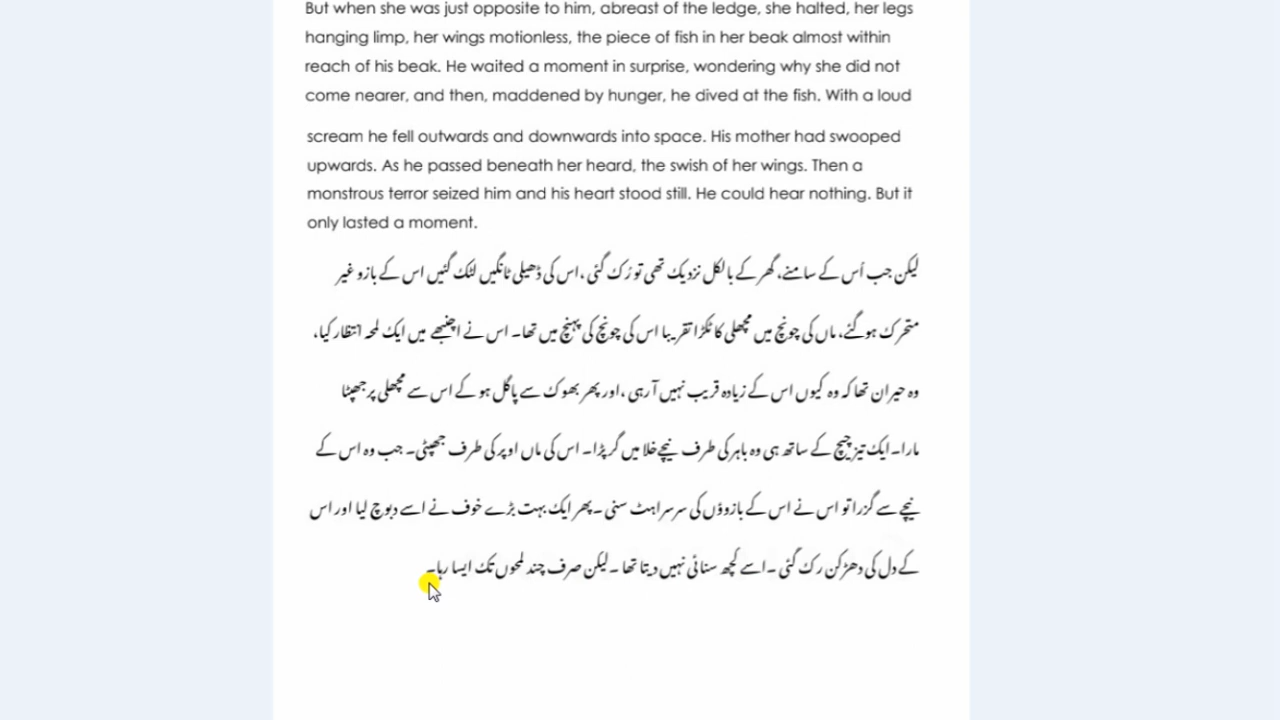 But when she was just opposite to him, abreast of the ledge, she halted, her legs
hanging limp, her wings motionless, the piece of fish in her beak almost within
reach of his beak. He waited a moment in surprise, wondering why she did not
come nearer, and then, maddened by hunger, he dived at the fish. With a loud
scream he fell outwards and downwards into space. His mother had swooped
upwards. As he passed beneath her heard, the swish of her wings. Then a
monstrous terror seized him and his heart stood still. He could hear nothing. But it
only lasted a moment.
لیکن جب اُس کے سامنے، گھر کے بالکل نزدیک تھی تو رُک گئی ،اس کی ڈھیلی ٹانگیں لٹک گئیں اس کے بازو غیر
متحرک ہو گئے، ماں کی چونچ میں مچھلی کا ٹکڑا تقریبا اس کی چونچ کی پہنچ میں تھا۔ اس نے اچنبھے میں ایک لمحہ انتظار کیا،
وہ حیران تھا کہ وہ کیوں اس کے زیادہ قریب نہیں آرہی ،اور پھر بھوک سے پاگل ہو کے اس سے مچھلی پر جھپٹا
مارا۔ایک تیز چیخ کے ساتھ ہی وہ باہر کی طرف نیچے خلا میں گر پڑا۔ اس کی ماں اوپر کی طرف جھپٹی۔ جب وہ اس کے
نیچے سے گزرا تو اس نے اس کے بازوؤں کی سرسراہٹ سنی ۔پھر ایک بہت بڑے خوف نے اسے دبوچ لیا اور اس
کے دل کی دھڑکن رک گئی ۔اسے کچھ سنائی نہیں دیتا تھا ۔لیکن صرف چند لمحوں تک ایسا رہا۔